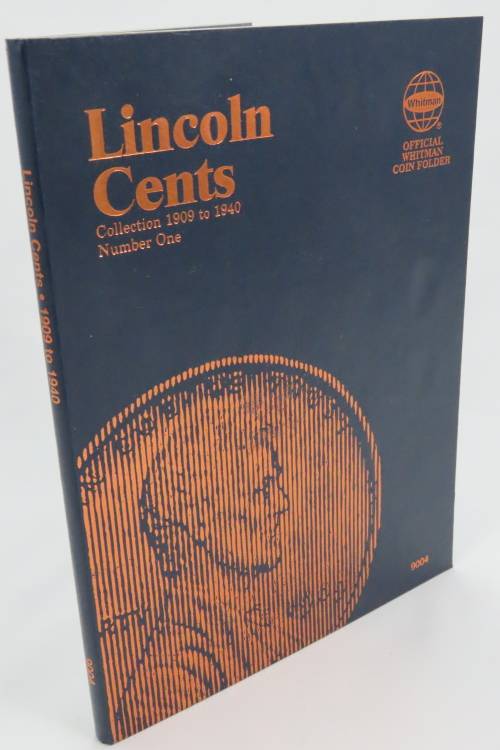 Lincoln
Cents
Collection 1909 to 1940
Number One
Whitman
®
OFFICIAL
WHITMAN
COIN FOLDER
Lincoln Cents • 1909 to 1940
9004